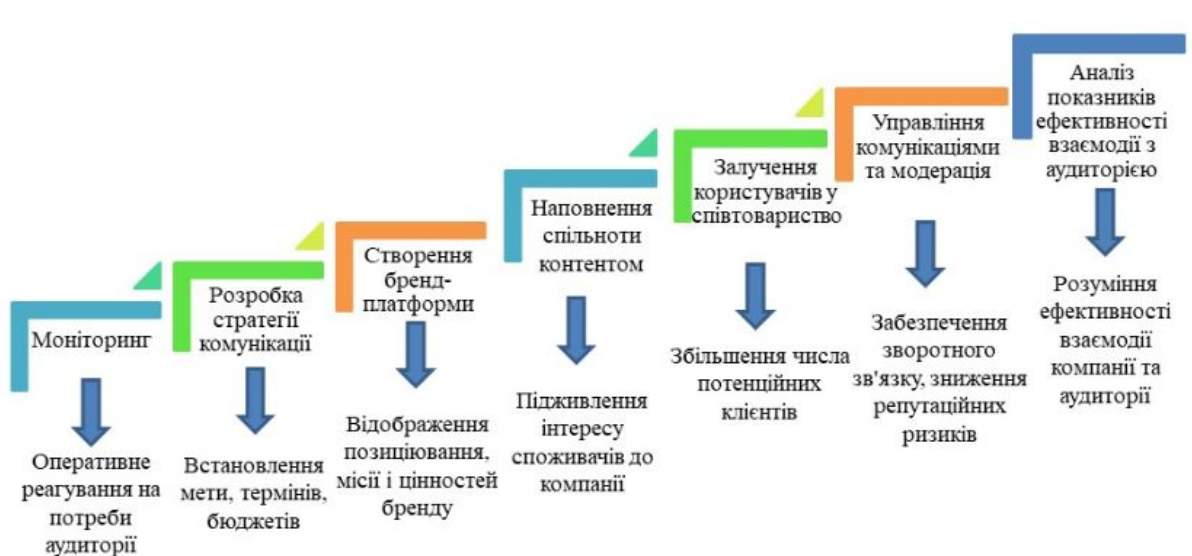 Моніторинг
Оперативне
реагування на
потреби
аудиторії
Розробка
стратегії
комунікації
Встановлення
мети, термінів,
бюджетів
Створення
бренд-
платформи
Відображення
позиціювання,
місії і цінностей
бренду
Наповнення
спільноти
контентом
Підживлення
інтересу
споживачів до
компанії
Залучення
користувачів у
співтовариство
Збільшення числа
потенційних
клієнтів
Управління
комунікаціями
та модерація
Забезпечення
зворотного
зв'язку, зниження
репутаційних
ризиків
Аналіз
показників
ефективності
взаємодії з
аудиторією
Розуміння
ефективності
взаємодії
компанії та
аудиторії